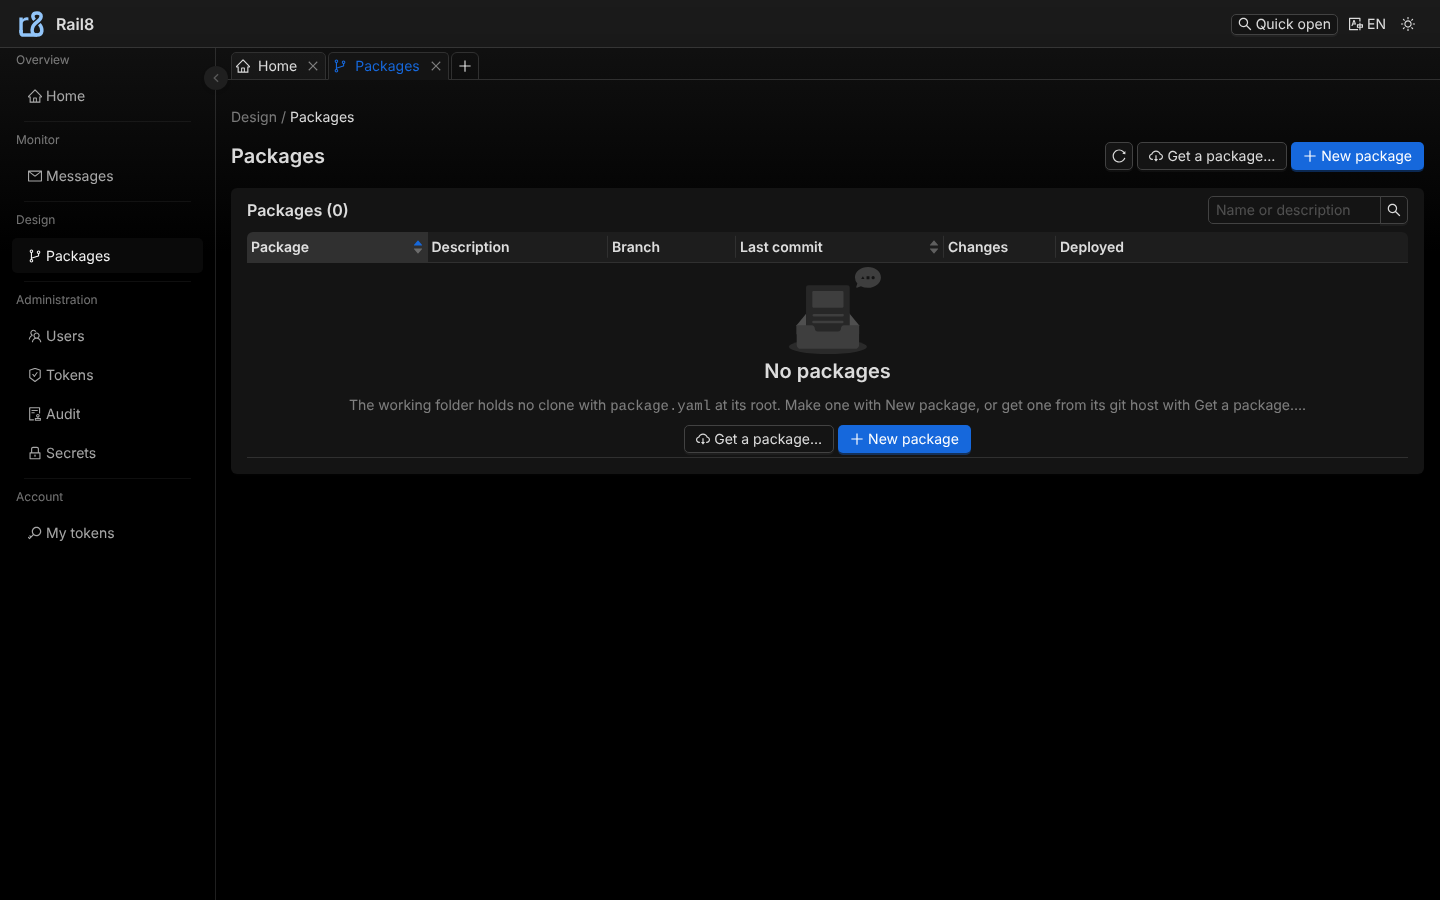 r8 Rail8
Quick open
EN
Overview
Home
Monitor
Messages
Design
Packages
Administration
Users
Tokens
Audit
Secrets
Account
My tokens
Home
Packages
Design / Packages
Packages
Get a package...
New package
Packages (0)
Name or description
Package
Description
Branch
Last commit
Changes
Deployed
No packages
The working folder holds no clone with package.yaml at its root. Make one with New package, or get one from its git host with Get a package....
Get a package...
New package